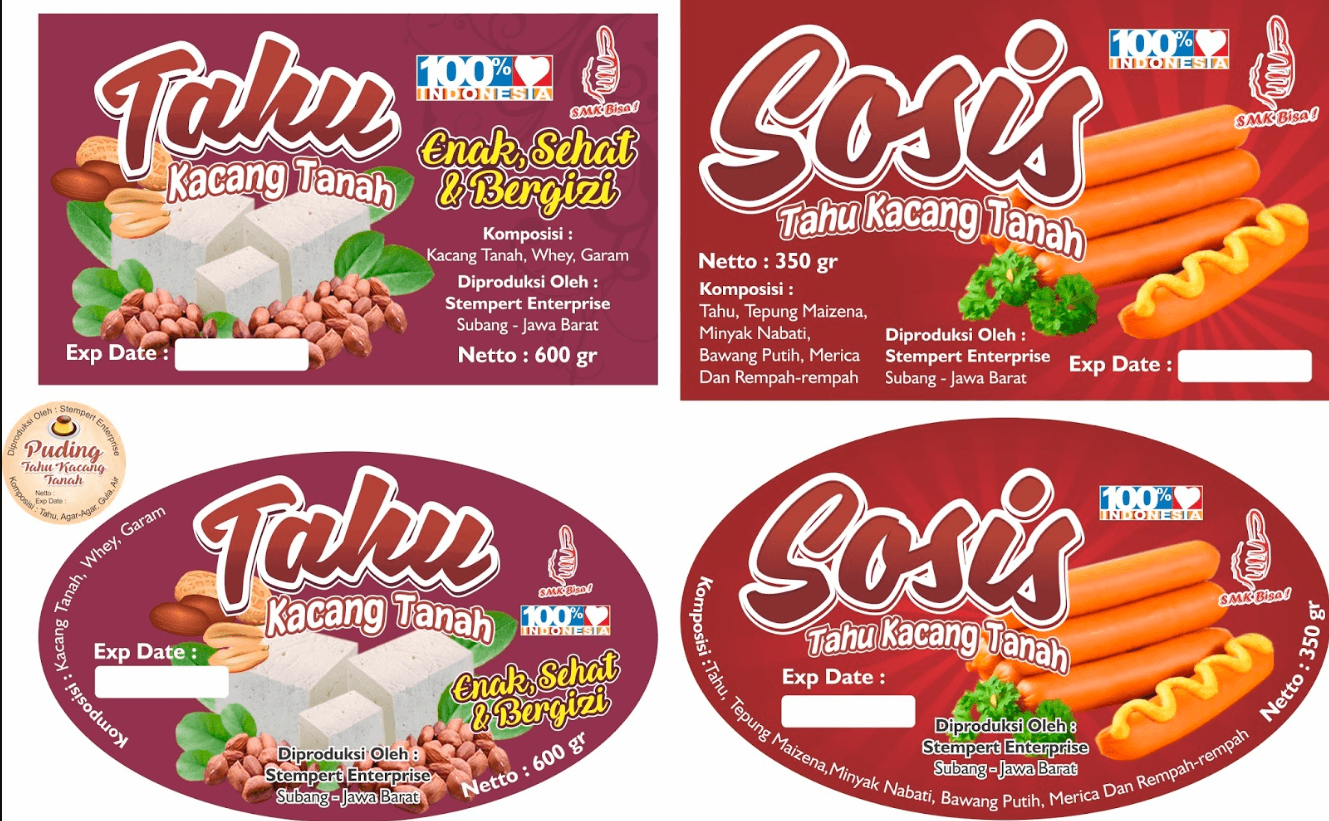 Tahu
Kacang Tanah
100% INDONESIA
SMK Bisa !
Enak, Sehat
& Bergizi
Komposisi :
Kacang Tanah, Whey, Garam
Diproduksi Oleh :
Stempert Enterprise
Subang - Jawa Barat
Netto : 600 gr
Exp Date :
Sosis
Tahu Kacang Tanah
100% INDONESIA
SMK Bisa !
Netto : 350 gr
Komposisi :
Tahu, Tepung Maizena,
Minyak Nabati,
Bawang Putih, Merica
Dan Rempah-rempah
Diproduksi Oleh :
Stempert Enterprise
Subang - Jawa Barat
Exp Date :
Diproduksi Oleh : Stempert Enterprise
Puding
Tahu Kacang
Tanah
Netto :
Exp Date :
Komposisi : Tahu, Agar-Agar, Gula, Air
Tahu
Kacang Tanah
SMK Bisa !
100% INDONESIA
Enak, Sehat
& Bergizi
Exp Date :
Komposisi : Kacang Tanah, Whey, Garam
Diproduksi Oleh :
Stempert Enterprise
Subang - Jawa Barat
Netto : 600 gr
Sosis
Tahu Kacang Tanah
100% INDONESIA
SMK Bisa !
Exp Date :
Diproduksi Oleh :
Stempert Enterprise
Subang - Jawa Barat
Komposisi :Tahu, Tepung Maizena,Minyak Nabati, Bawang Putih, Merica Dan Rempah-rempah
Netto : 350 gr